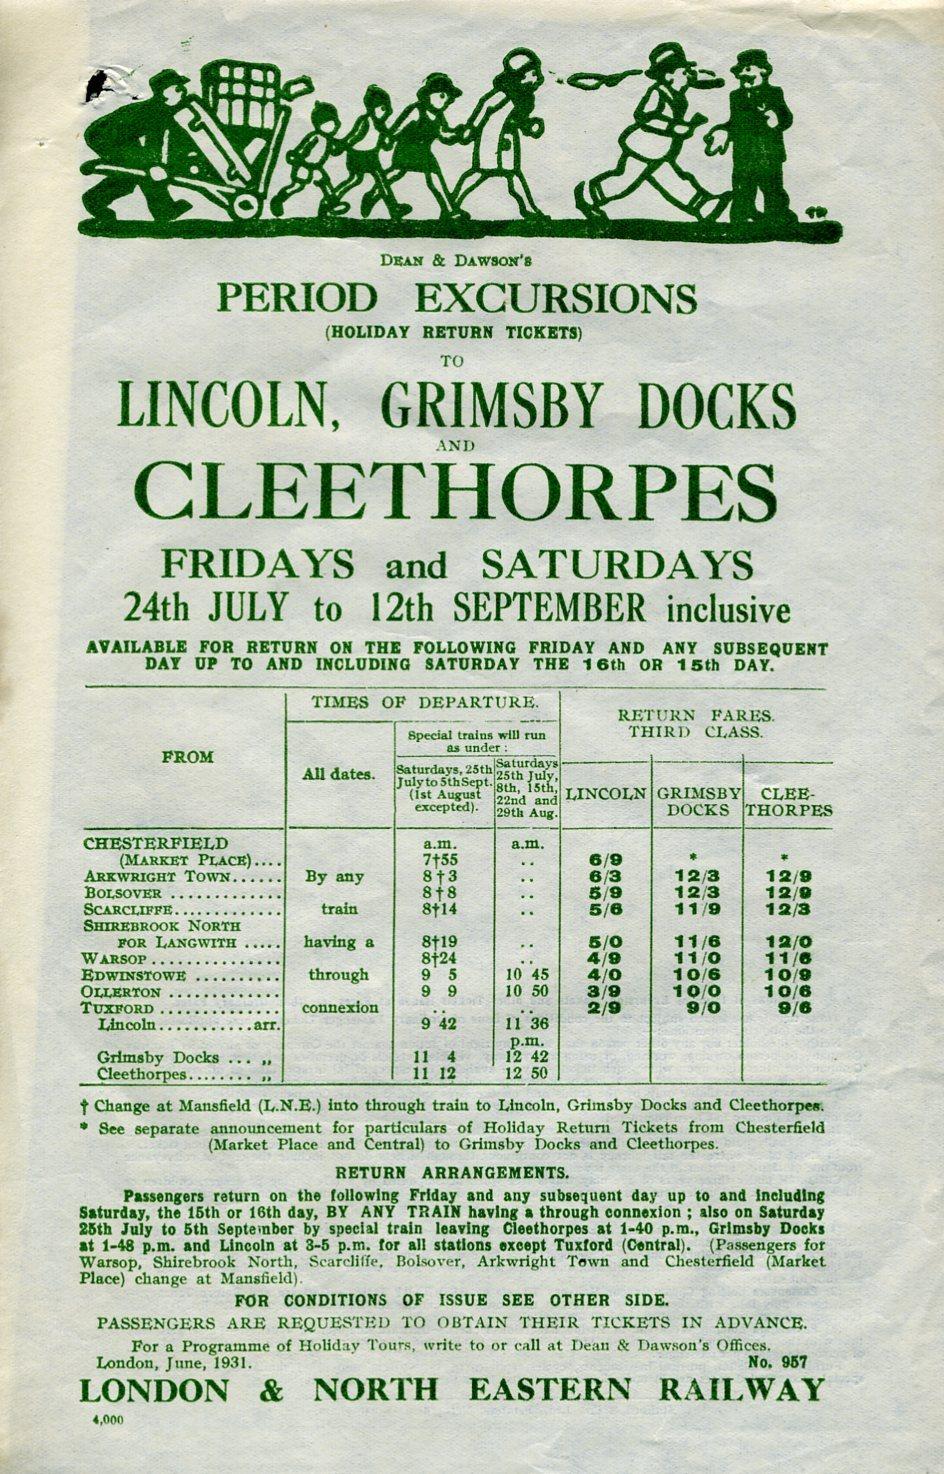 DEAN & DAWSON'S
PERIOD EXCURSIONS
(HOLIDAY RETURN TICKETS)
TO
LINCOLN, GRIMSBY DOCKS
AND
CLEETHORPES
FRIDAYS and SATURDAYS
24th JULY to 12th SEPTEMBER inclusive
AVAILABLE FOR RETURN ON THE FOLLOWING FRIDAY AND ANY SUBSEQUENT
DAY UP TO AND INCLUDING SATURDAY THE 16th OR 15th DAY.
FROM
TIMES OF DEPARTURE.
All dates.
Special trains will run
as under :
Saturdays, 25th
July to 5th Sept.
(1st August
excepted).
Saturdays
25th July,
8th, 15th,
22nd and
29th Aug.
RETURN FARES.
THIRD CLASS.
LINCOLN
GRIMSBY
DOCKS
CLEE-
THORPES
CHESTERFIELD a.m. a.m.
(MARKET PLACE).... 7†55 .. 6/9 * *
ARKWRIGHT TOWN...... By any 8†3 .. 6/3 12/3 12/9
BOLSOVER ............. 8†8 .. 5/9 12/3 12/9
SCARCLIFFE............. train 8†14 .. 5/6 11/9 12/3
SHIREBROOK NORTH
FOR LANGWITH ..... having a 8†19 .. 5/0 11/6 12/0
WARSOP ............... 8†24 .. 4/9 11/0 11/6
EDWINSTOWE .......... through 9 5 10 45 4/0 10/6 10/9
OLLERTON ............. 9 9 10 50 3/9 10/0 10/6
TUXFORD .............. connexion .. .. 2/9 9/0 9/6
Lincoln...........arr. 9 42 11 36
p.m.
Grimsby Docks ... „ 11 4 12 42
Cleethorpes........ „ 11 12 12 50
† Change at Mansfield (L.N.E.) into through train to Lincoln, Grimsby Docks and Cleethorpes.
* See separate announcement for particulars of Holiday Return Tickets from Chesterfield
(Market Place and Central) to Grimsby Docks and Cleethorpes.
RETURN ARRANGEMENTS.
Passengers return on the following Friday and any subsequent day up to and including
Saturday, the 15th or 16th day, BY ANY TRAIN having a through connexion ; also on Saturday
25th July to 5th September by special train leaving Cleethorpes at 1-40 p.m., Grimsby Docks
at 1-48 p.m. and Lincoln at 3-5 p.m. for all stations except Tuxford (Central). (Passengers for
Warsop, Shirebrook North, Scarcliffe, Bolsover, Arkwright Town and Chesterfield (Market
Place) change at Mansfield).
FOR CONDITIONS OF ISSUE SEE OTHER SIDE.
PASSENGERS ARE REQUESTED TO OBTAIN THEIR TICKETS IN ADVANCE.
For a Programme of Holiday Tours, write to or call at Dean & Dawson's Offices.
London, June, 1931. No. 957
LONDON & NORTH EASTERN RAILWAY
4,000